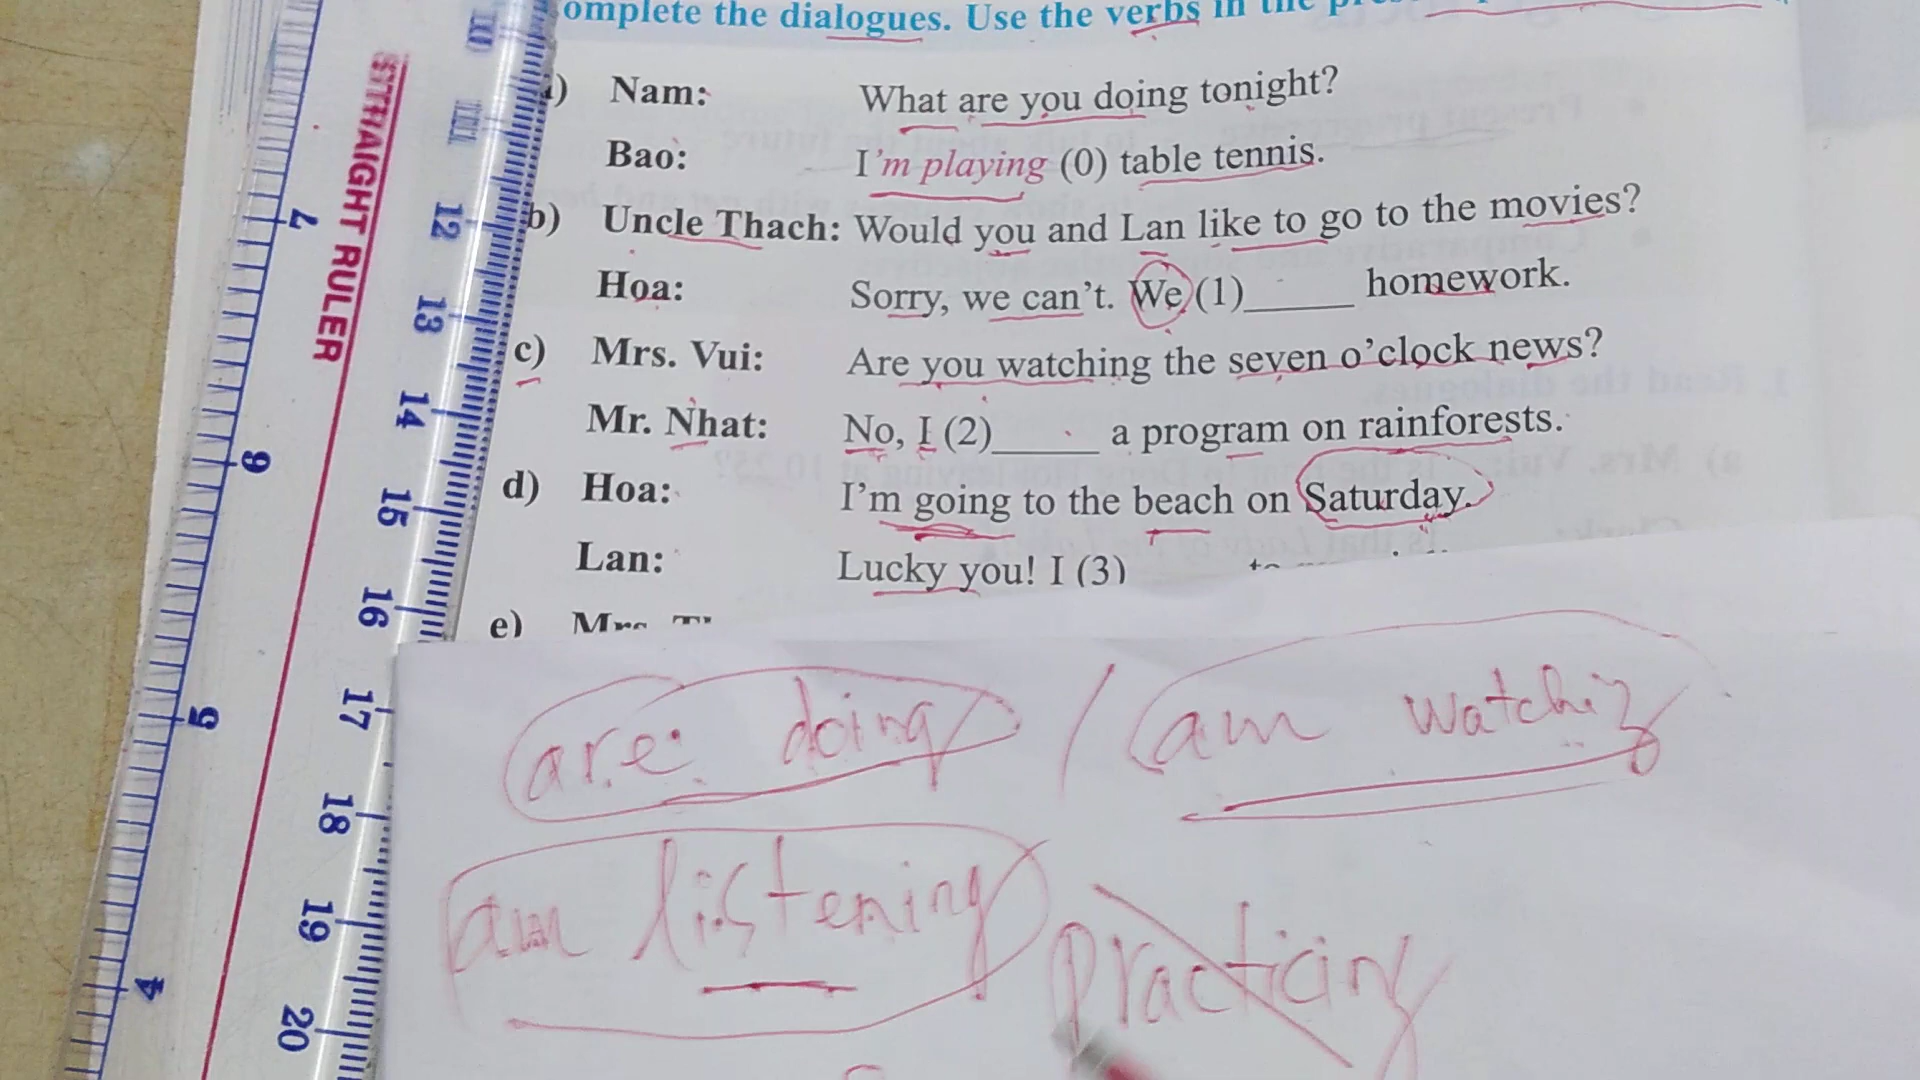 omplete the dialogues. Use the verbs in the
Nam: What are you doing tonight?
Bao: I'm playing (0) table tennis.
b) Uncle Thach: Would you and Lan like to go to the movies?
Hoa: Sorry, we can't. We (1)_____ homework.
c) Mrs. Vui: Are you watching the seven o'clock news?
Mr. Nhat: No, I (2)_____ a program on rainforests.
d) Hoa: I'm going to the beach on Saturday.
Lan: Lucky you! I (3)
e)
are doing / am watching
am listening practicing
STRAIGHT RULER
10
12
13
14
15
16
17
18
19
20
7
6
5
4